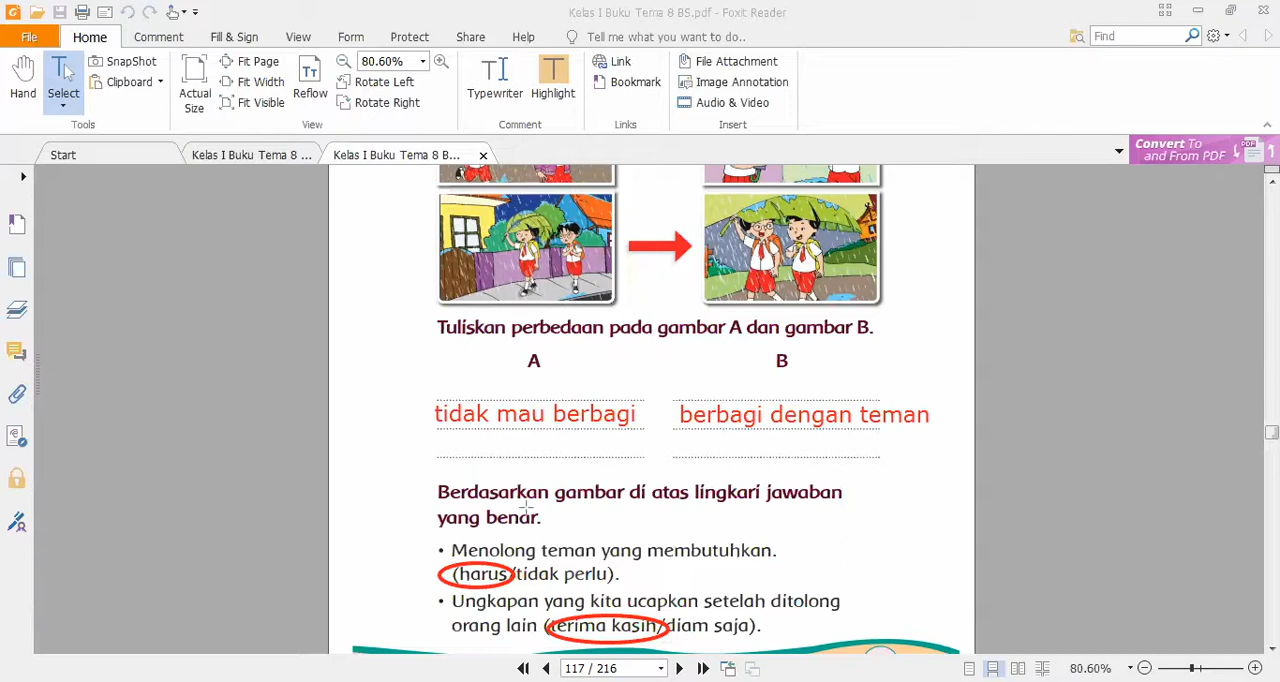 Kelas I Buku Tema 8 BS.pdf - Foxit Reader
File Home Comment Fill & Sign View Form Protect Share Help Tell me what you want to do.. Find
Hand
Select
SnapShot
Clipboard
Tools
Actual Size
Fit Page
Fit Width
Fit Visible
Reflow
80.60%
Rotate Left
Rotate Right
View
Typewriter
Highlight
Comment
Link
Bookmark
Links
File Attachment
Image Annotation
Audio & Video
Insert
Start Kelas I Buku Tema 8 ... Kelas I Buku Tema 8 B...
Convert To
and From PDF
PDF
Tuliskan perbedaan pada gambar A dan gambar B.
A B
tidak mau berbagi berbagi dengan teman
Berdasarkan gambar di atas lingkari jawaban
yang benar.
• Menolong teman yang membutuhkan.
(harus/tidak perlu).
• Ungkapan yang kita ucapkan setelah ditolong
orang lain (terima kasih/diam saja).
117 / 216
80.60%